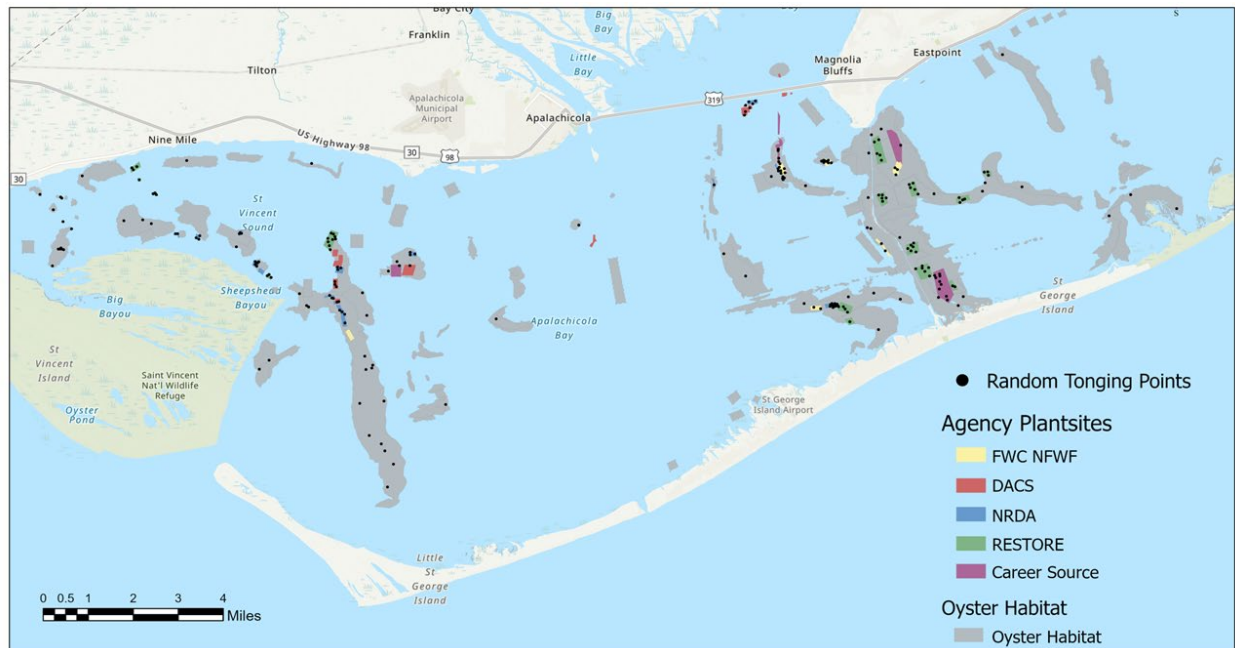 Bay City
Franklin
Big
Bay
Bay
S
Tilton
Little
Bay
Magnolia
Bluffs
Eastpoint
Apalachicola
Municipal
Airport
319
Apalachicola
Nine Mile
US Highway 98
30
98
30
St
Vincent
Sound
Sheepshead
Bayou
Big
Bayou
Apalachicola
Bay
St
George
Island
St
Vincent
Island
Saint Vincent
Nat'l Wildlife
Refuge
Oyster
Pond
St George
Island Airport
Little
St
George
Island
Random Tonging Points
Agency Plantsites
FWC NFWF
DACS
NRDA
RESTORE
Career Source
Oyster Habitat
Oyster Habitat
0 0.5 1 2 3 4
Miles